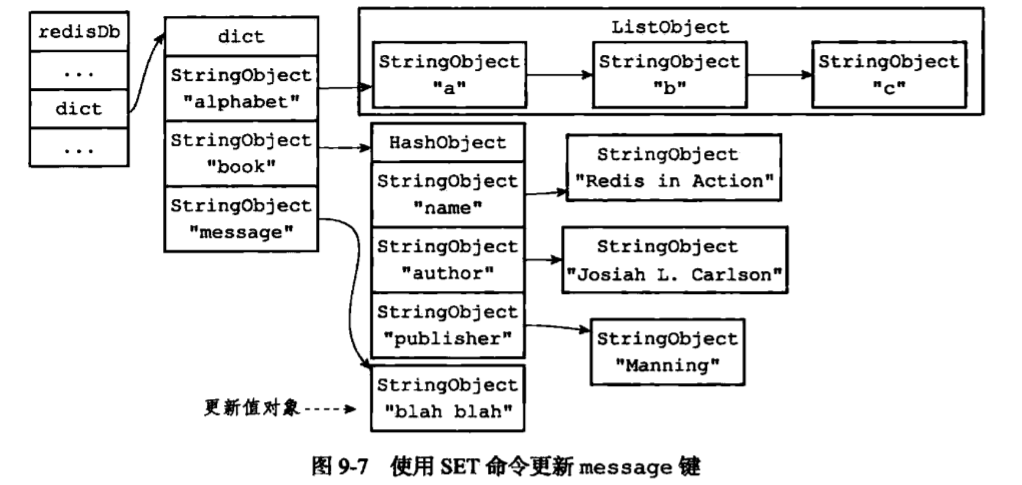 redisDb
...
dict
...
dict
StringObject
"alphabet"
StringObject
"book"
StringObject
"message"
ListObject
StringObject
"a"
StringObject
"b"
StringObject
"c"
HashObject
StringObject
"name"
StringObject
"author"
StringObject
"publisher"
StringObject
"Redis in Action"
StringObject
"Josiah L. Carlson"
StringObject
"Manning"
更新值对象
StringObject
"blah blah"
图 9-7 使用 SET 命令更新 message 键